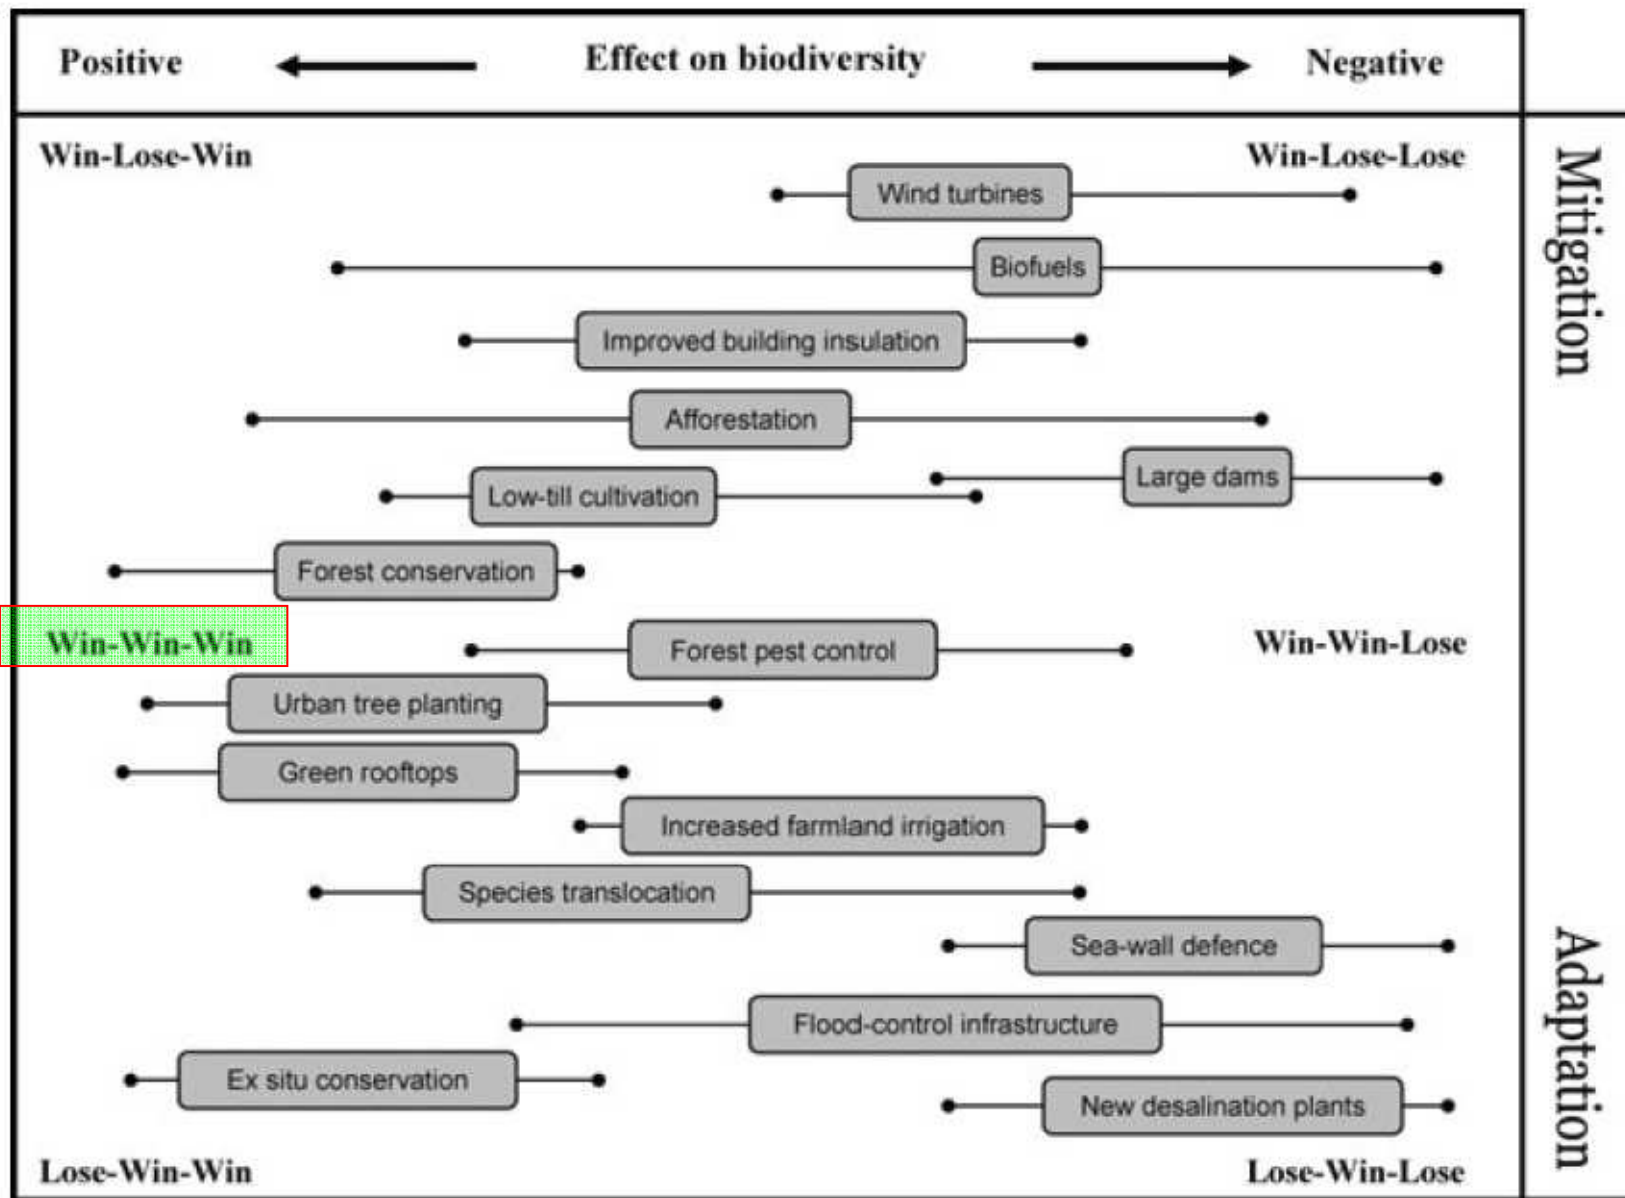 Positive Effect on biodiversity Negative
Win-Lose-Win Win-Lose-Lose
Mitigation
Wind turbines
Biofuels
Improved building insulation
Afforestation
Large dams
Low-till cultivation
Forest conservation
Win-Win-Win Forest pest control Win-Win-Lose
Urban tree planting
Green rooftops
Increased farmland irrigation
Species translocation
Adaptation
Sea-wall defence
Flood-control infrastructure
Ex situ conservation
New desalination plants
Lose-Win-Win Lose-Win-Lose